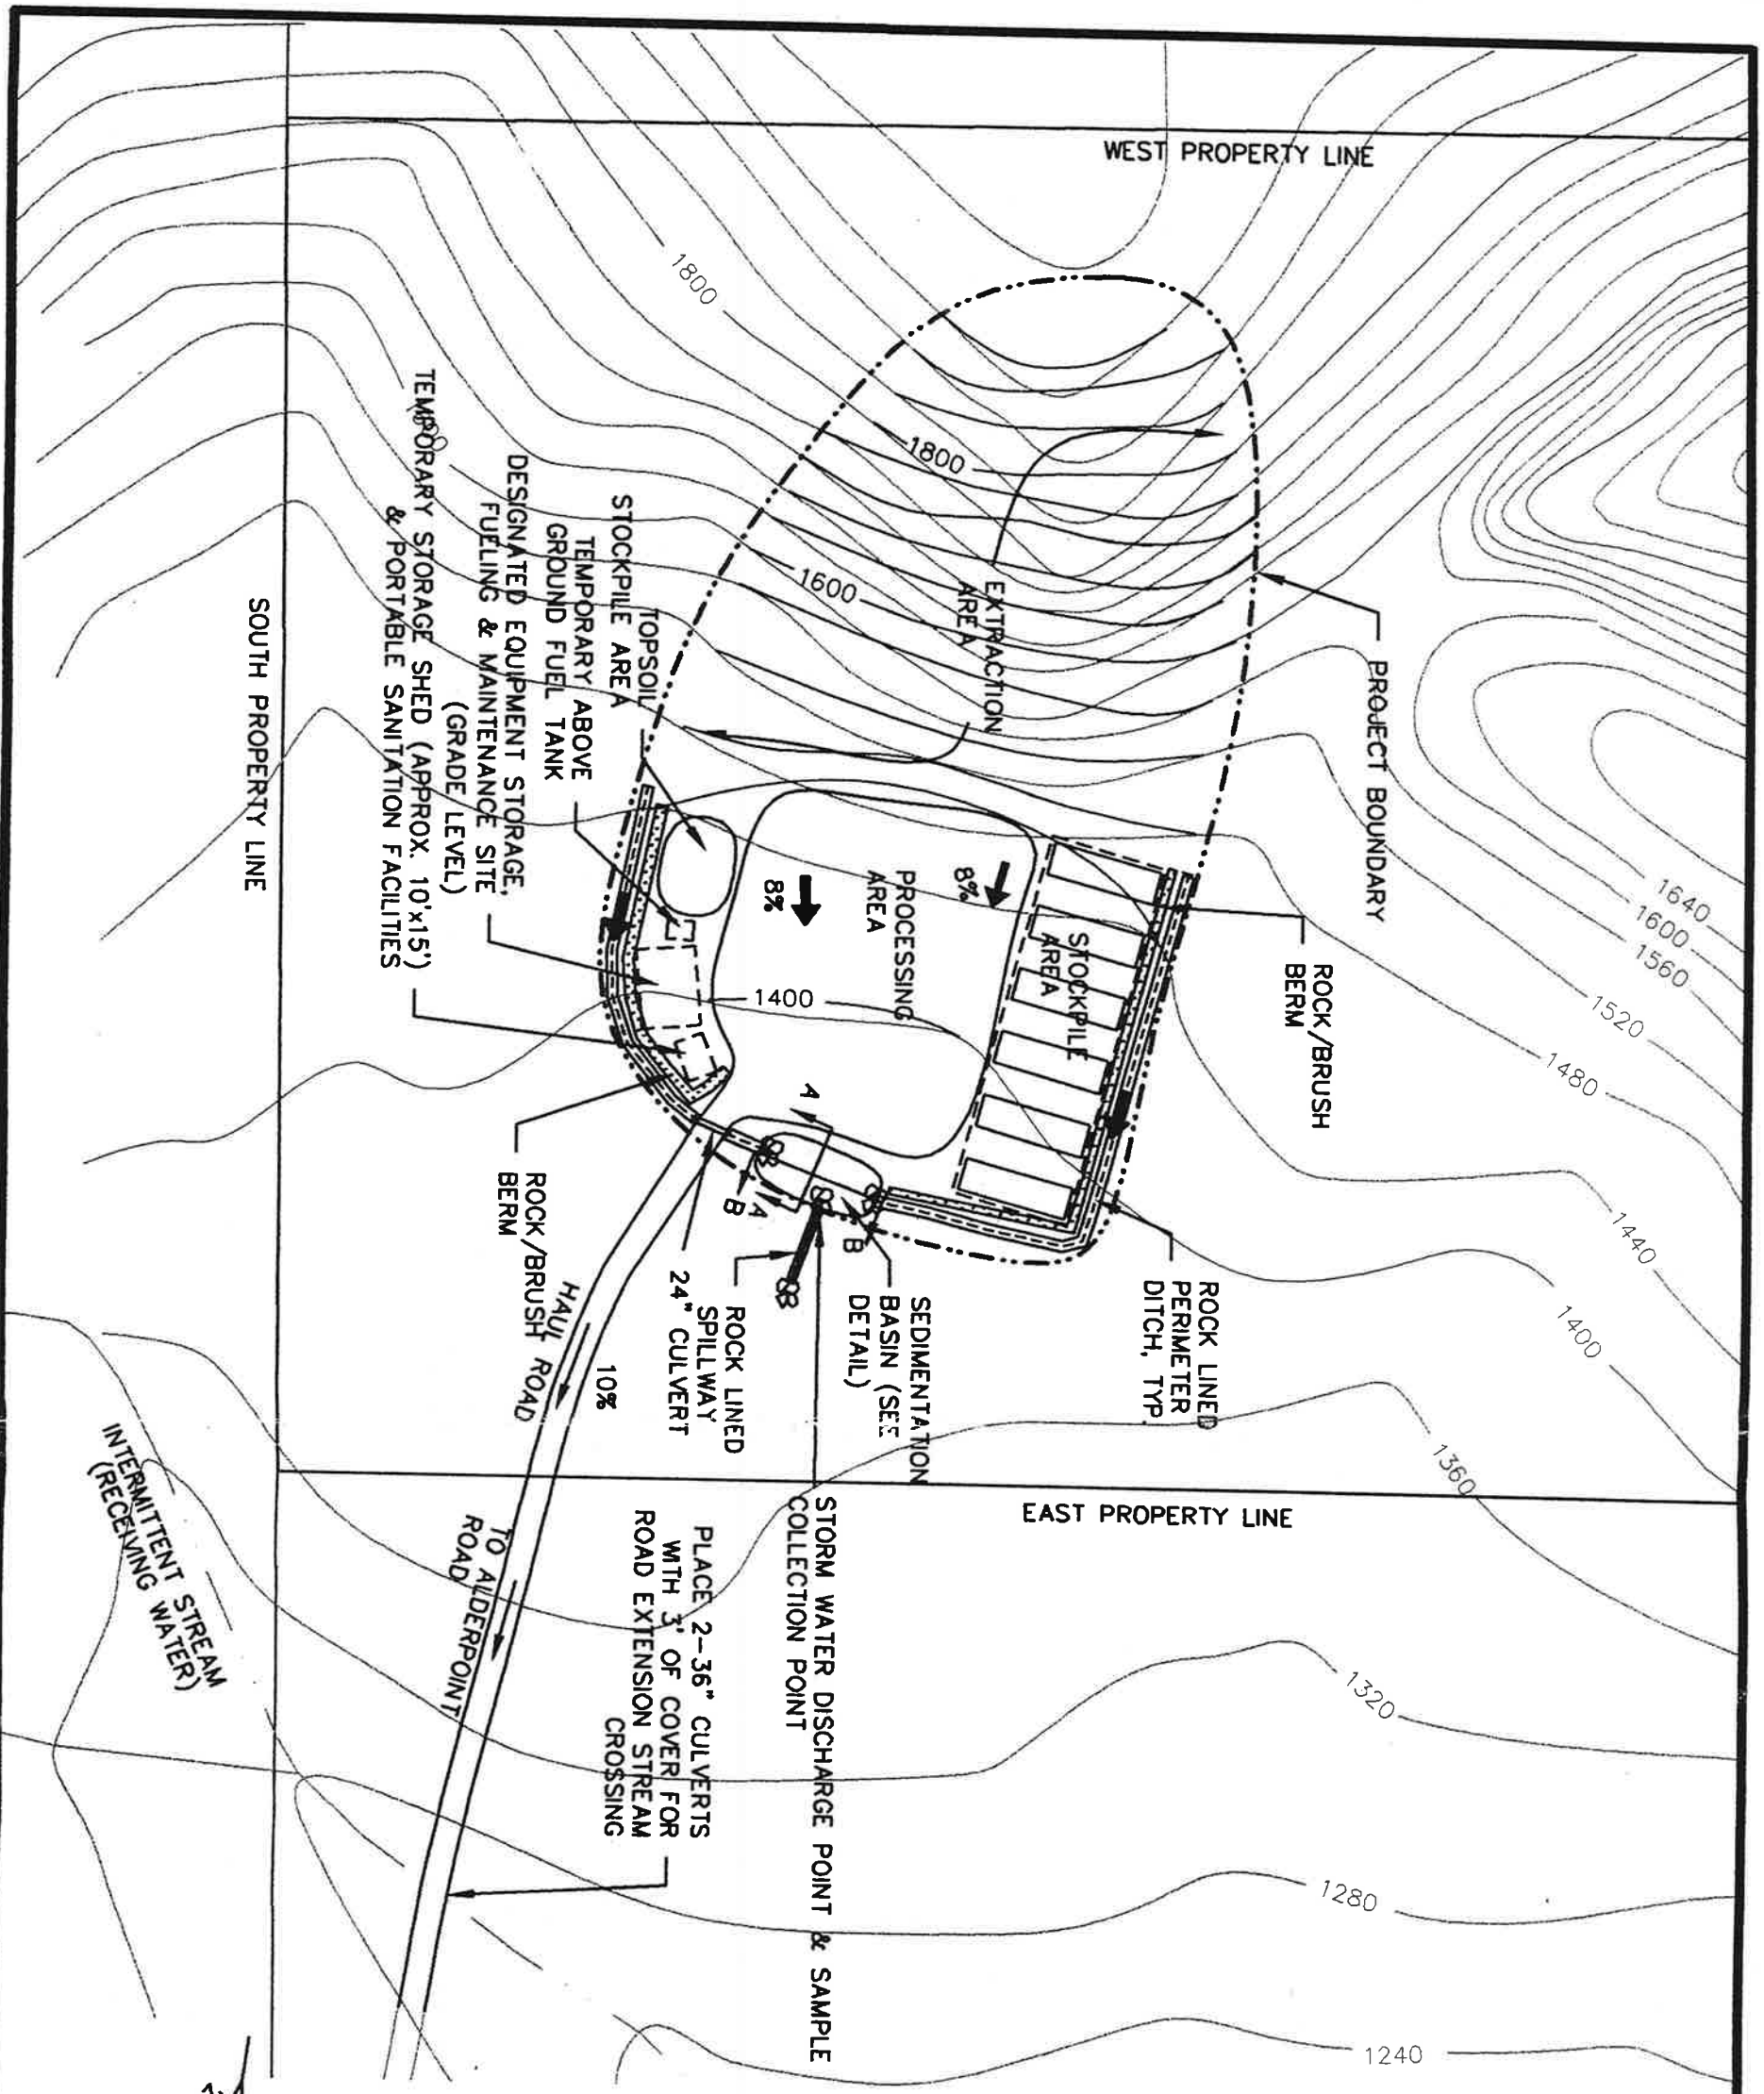 WEST PROPERTY LINE
1800
1800
1600
EXTRACTION
AREA
PROJECT BOUNDARY
1640
1600
1560
1520
1480
1440
1400
1360
1320
1280
1240
ROCK/BRUSH
BERM
STOCKPILE
AREA
PROCESSING
AREA
8%
8%
1400
TOPSOIL
STOCKPILE AREA
TEMPORARY ABOVE
GROUND FUEL TANK
DESIGNATED EQUIPMENT STORAGE,
FUELING & MAINTENANCE SITE
(GRADE LEVEL)
TEMPORARY STORAGE SHED (APPROX. 10'x15')
& PORTABLE SANITATION FACILITIES
SOUTH PROPERTY LINE
A
A
B
B
ROCK LINED
PERIMETER
DITCH, TYP
SEDIMENTATION
BASIN (SEE
DETAIL)
ROCK LINED
SPILLWAY
24" CULVERT
ROCK/BRUSH
BERM
HAUL ROAD
10%
EAST PROPERTY LINE
STORM WATER DISCHARGE POINT & SAMPLE
COLLECTION POINT
PLACE 2-36" CULVERTS
WITH 3' OF COVER FOR
ROAD EXTENSION STREAM
CROSSING
TO ALDERPOINT
ROAD
INTERMITTENT STREAM
(RECEIVING WATER)